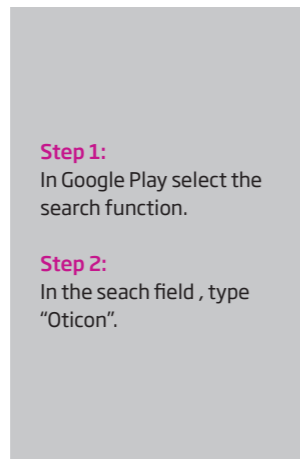 Step 1:
In Google Play select the
search function.
Step 2:
In the seach field , type
“Oticon”.